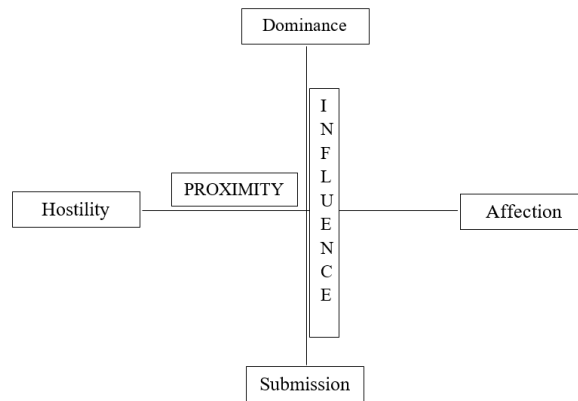 Dominance
INFLUENCE
PROXIMITY
Hostility
Affection
Submission